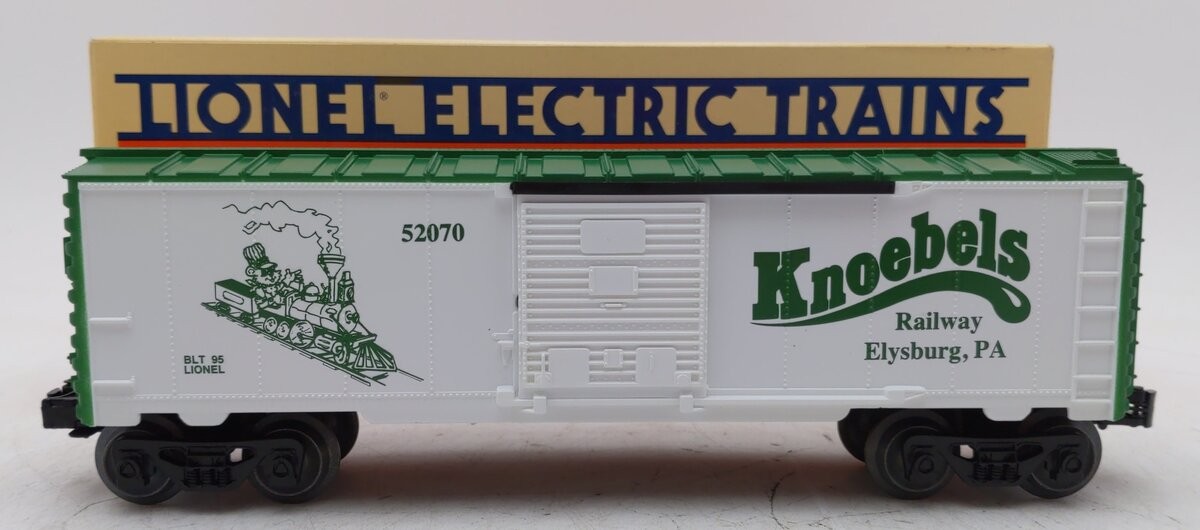 LIONEL® ELECTRIC TRAINS
52070
BLT 95
LIONEL
Knoebels
Railway
Elysburg, PA